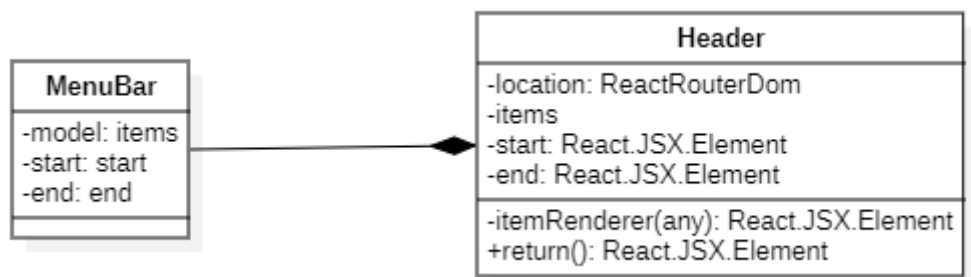 MenuBar
-model: items
-start: start
-end: end
Header
-location: ReactRouterDom
-items
-start: React.JSX.Element
-end: React.JSX.Element
-itemRenderer(any): React.JSX.Element
+return(): React.JSX.Element